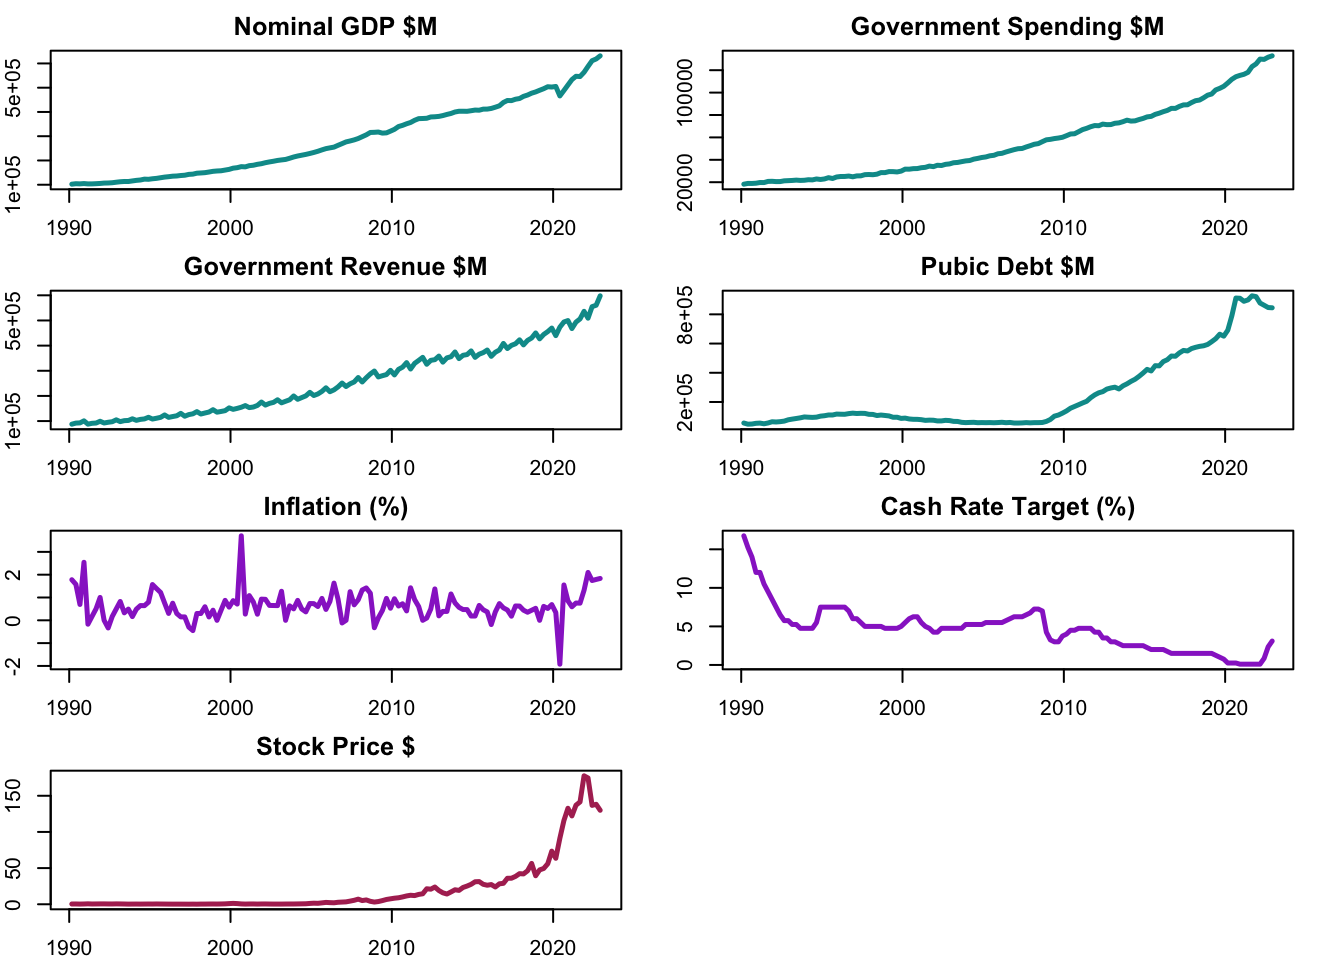 Nominal GDP $M
5e+05
1e+05
1990 2000 2010 2020
Government Spending $M
100000
20000
1990 2000 2010 2020
Government Revenue $M
5e+05
1e+05
1990 2000 2010 2020
Pubic Debt $M
8e+05
2e+05
1990 2000 2010 2020
Inflation (%)
2
0
-2
1990 2000 2010 2020
Cash Rate Target (%)
10
5
0
1990 2000 2010 2020
Stock Price $
150
50
0
1990 2000 2010 2020